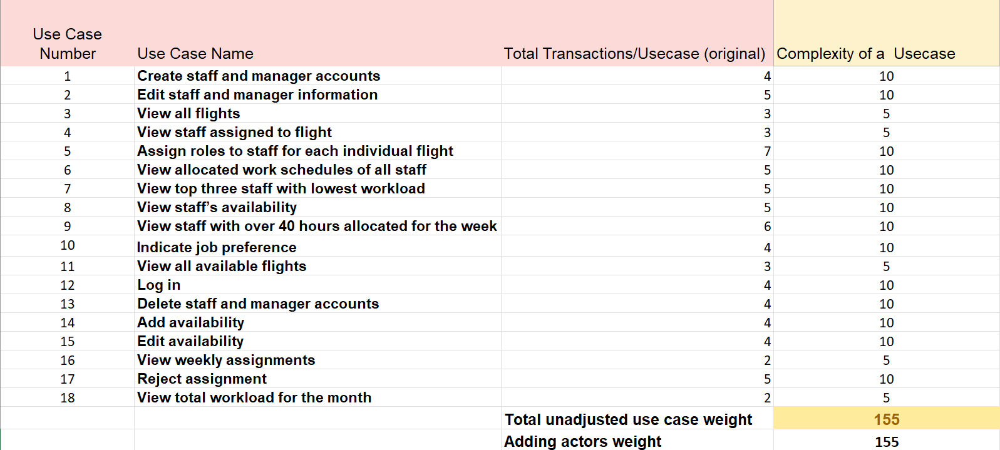 Use Case Number Use Case Name Total Transactions/Usecase (original) Complexity of a Usecase
1 Create staff and manager accounts 4 10
2 Edit staff and manager information 5 10
3 View all flights 3 5
4 View staff assigned to flight 3 5
5 Assign roles to staff for each individual flight 7 10
6 View allocated work schedules of all staff 5 10
7 View top three staff with lowest workload 5 10
8 View staff’s availability 5 10
9 View staff with over 40 hours allocated for the week 6 10
10 Indicate job preference 4 10
11 View all available flights 3 5
12 Log in 4 10
13 Delete staff and manager accounts 4 10
14 Add availability 4 10
15 Edit availability 4 10
16 View weekly assignments 2 5
17 Reject assignment 5 10
18 View total workload for the month 2 5
Total unadjusted use case weight 155
Adding actors weight 155